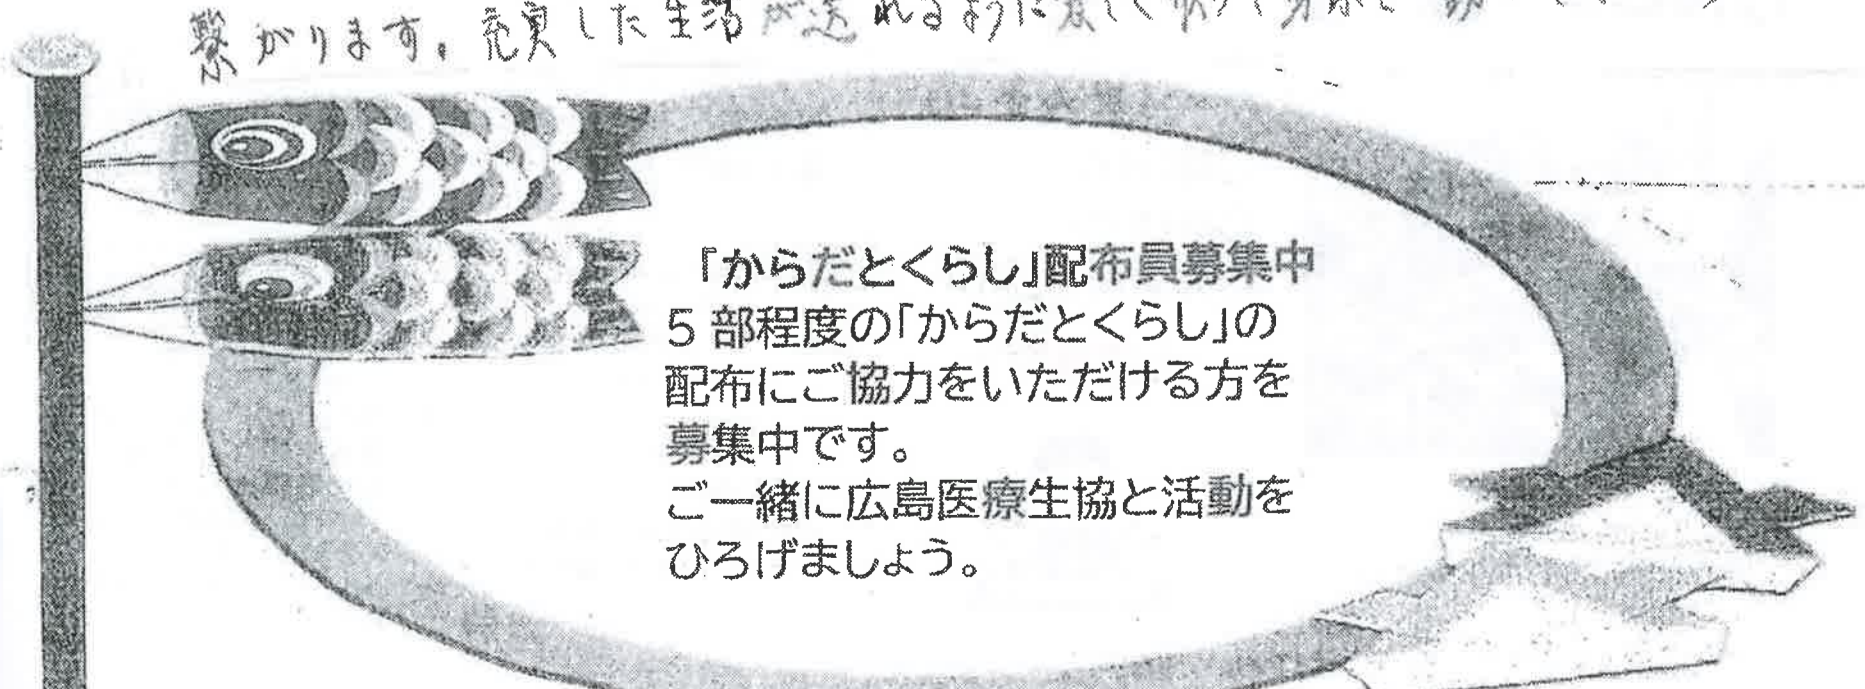 繋がります。充実した生活が送れるように
「からだとくらし」配布員募集中
5 部程度の「からだとくらし」の
配布にご協力をいただける方を
募集中です。
ご一緒に広島医療生協と活動を
ひろげましょう。